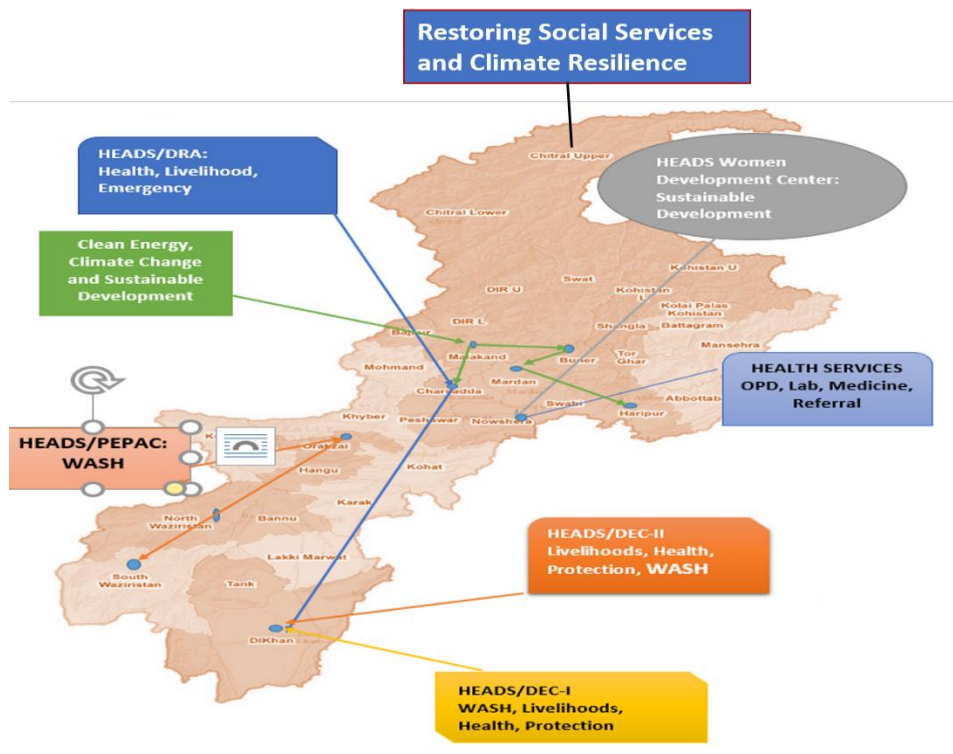 Restoring Social Services
and Climate Resilience
HEADS/DRA:
Health, Livelihood,
Emergency
HEADS Women
Development Center:
Sustainable
Development
Clean Energy,
Climate Change
and Sustainable
Development
HEALTH SERVICES
OPD, Lab, Medicine,
Referral
HEADS/PEPAC:
WASH
HEADS/DEC-II
Livelihoods, Health,
Protection, WASH
HEADS/DEC-I
WASH, Livelihoods,
Health, Protection
Chitral Upper
Chitral Lower
Kohistan U
Swat
DIR U
Kohistan
Kolai Palas
Kohistan
DIR L
Shangla
Battagram
Mansehra
Malakand
Buner
Tor
Ghar
Mohmand
Mardan
Charsadda
Abbottabad
Swabi
Haripur
Khyber
Peshawar
Nowshera
Orakzai
Hangu
Kohat
Karak
North
Waziristan
Bannu
Lakki Marwat
South
Waziristan
Tank
DIKhan